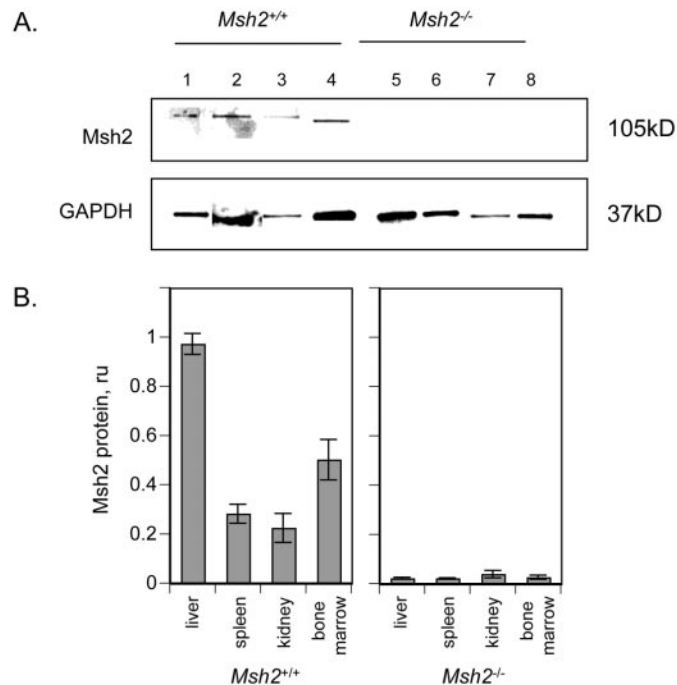 A.
Msh2+/+ Msh2-/-
1 2 3 4 5 6 7 8
Msh2 105kD
GAPDH 37kD
B.
Msh2 protein, ru
1
0.8
0.6
0.4
0.2
0
liver spleen kidney bone marrow liver spleen kidney bone marrow
Msh2+/+ Msh2-/-